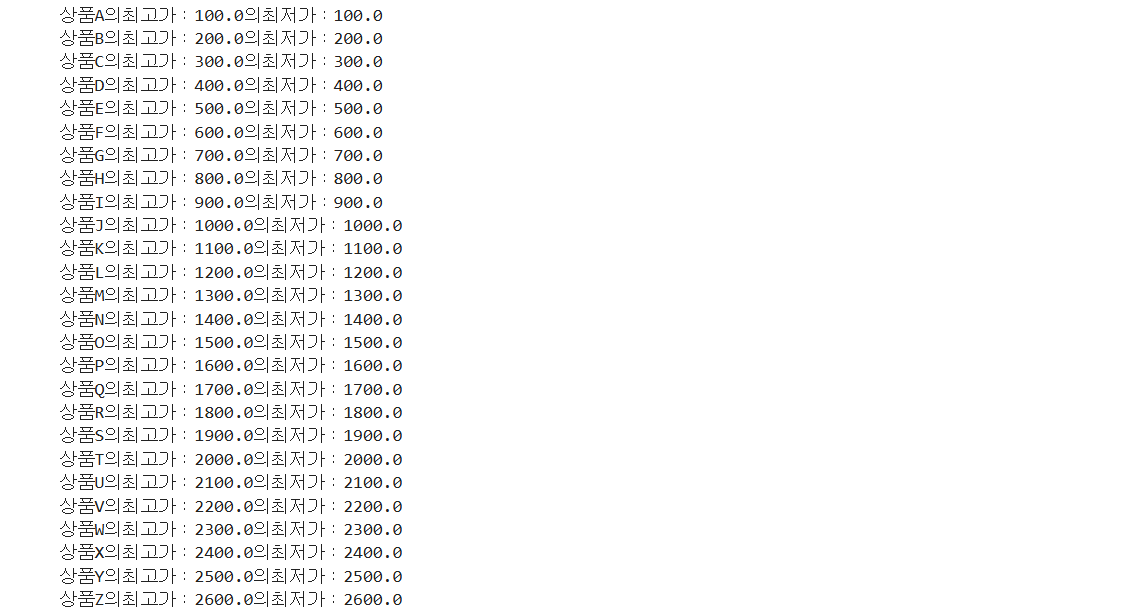 상품A의최고가 : 100.0의최저가 : 100.0
상품B의최고가 : 200.0의최저가 : 200.0
상품C의최고가 : 300.0의최저가 : 300.0
상품D의최고가 : 400.0의최저가 : 400.0
상품E의최고가 : 500.0의최저가 : 500.0
상품F의최고가 : 600.0의최저가 : 600.0
상품G의최고가 : 700.0의최저가 : 700.0
상품H의최고가 : 800.0의최저가 : 800.0
상품I의최고가 : 900.0의최저가 : 900.0
상품J의최고가 : 1000.0의최저가 : 1000.0
상품K의최고가 : 1100.0의최저가 : 1100.0
상품L의최고가 : 1200.0의최저가 : 1200.0
상품M의최고가 : 1300.0의최저가 : 1300.0
상품N의최고가 : 1400.0의최저가 : 1400.0
상품O의최고가 : 1500.0의최저가 : 1500.0
상품P의최고가 : 1600.0의최저가 : 1600.0
상품Q의최고가 : 1700.0의최저가 : 1700.0
상품R의최고가 : 1800.0의최저가 : 1800.0
상품S의최고가 : 1900.0의최저가 : 1900.0
상품T의최고가 : 2000.0의최저가 : 2000.0
상품U의최고가 : 2100.0의최저가 : 2100.0
상품V의최고가 : 2200.0의최저가 : 2200.0
상품W의최고가 : 2300.0의최저가 : 2300.0
상품X의최고가 : 2400.0의최저가 : 2400.0
상품Y의최고가 : 2500.0의최저가 : 2500.0
상품Z의최고가 : 2600.0의최저가 : 2600.0